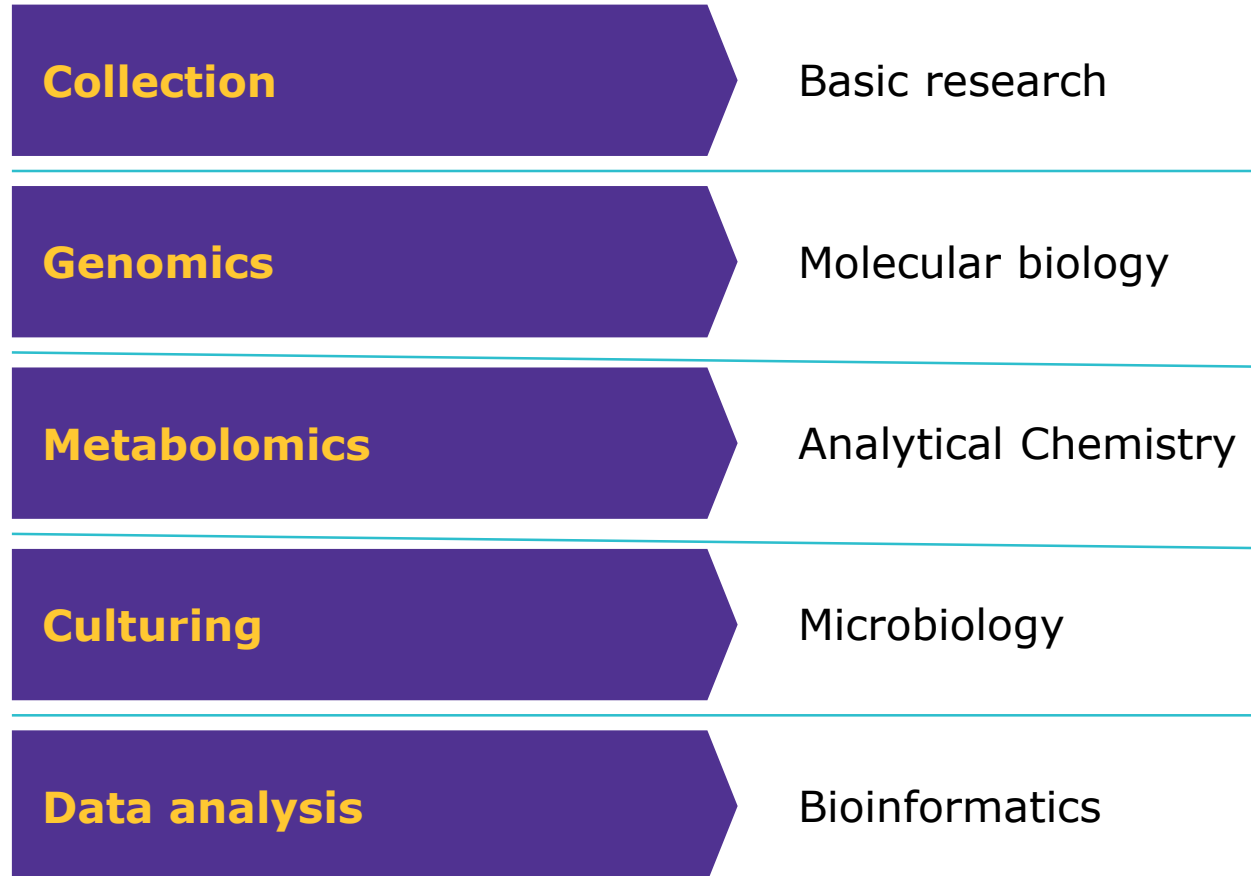 Collection
Basic research
Genomics
Molecular biology
Metabolomics
Analytical Chemistry
Culturing
Microbiology
Data analysis
Bioinformatics